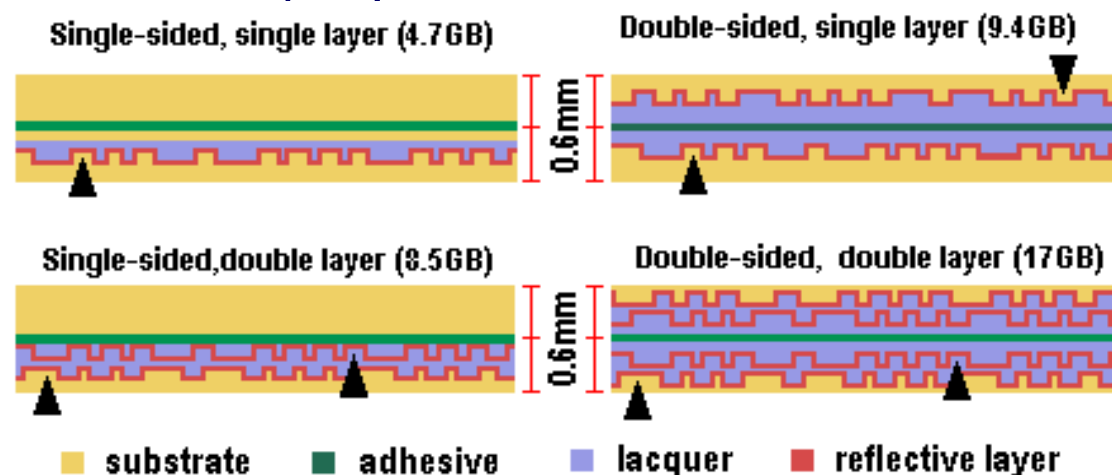 Single-sided, single layer (4.7GB)
Double-sided, single layer (9.4GB)
0.6mm
Single-sided,double layer (8.5GB)
Double-sided, double layer (17GB)
0.6mm
substrate
adhesive
lacquer
reflective layer